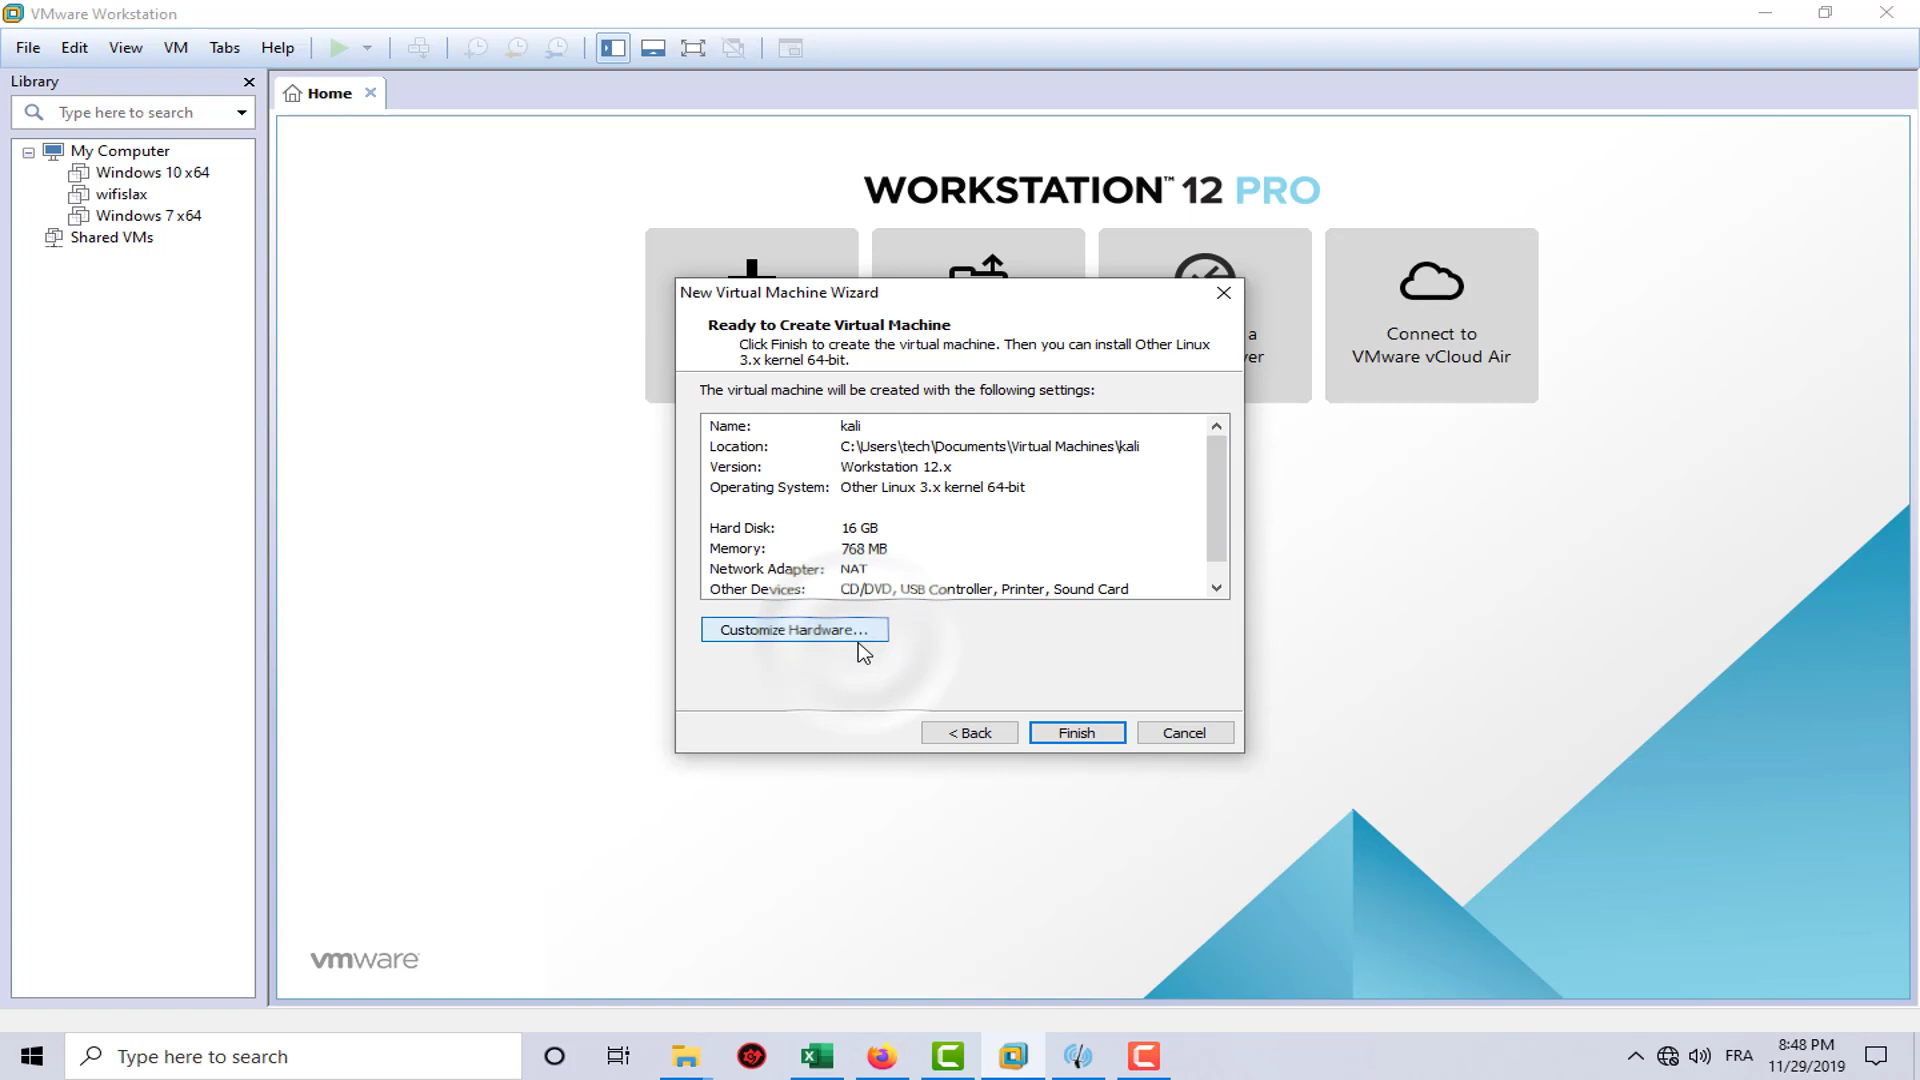 VMware Workstation
File Edit View VM Tabs Help
Library
Type here to search
Home
My Computer
Windows 10 x64
wifislax
Windows 7 x64
Shared VMs
WORKSTATION™ 12 PRO
a
ver
Connect to
VMware vCloud Air
New Virtual Machine Wizard
Ready to Create Virtual Machine
Click Finish to create the virtual machine. Then you can install Other Linux
3.x kernel 64-bit.
The virtual machine will be created with the following settings:
Name: kali
Location: C:\Users\tech\Documents\Virtual Machines\kali
Version: Workstation 12.x
Operating System: Other Linux 3.x kernel 64-bit
Hard Disk: 16 GB
Memory: 768 MB
Network Adapter: NAT
Other Devices: CD/DVD, USB Controller, Printer, Sound Card
Customize Hardware...
< Back Finish Cancel
vmware
Type here to search
FRA
8:48 PM
11/29/2019